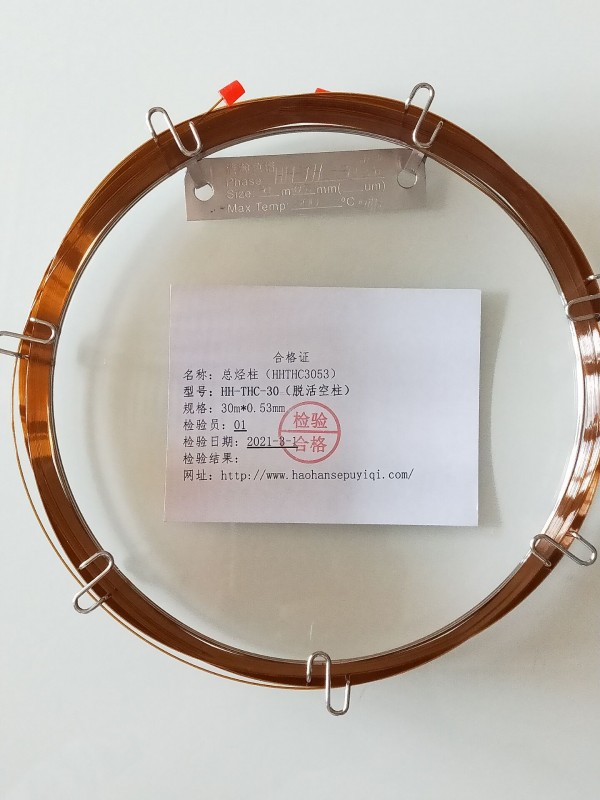 Phase
Size m mm( um)
Max Temp °C
合格证
名称：总烃柱（HHTHC3053）
型号：HH-THC-30（脱活空柱）
规格：30m*0.53mm
检验员：01
检验日期：2021-3-1
检验结果：
网址：http://www.haohansepuyiqi.com/
检验
合格